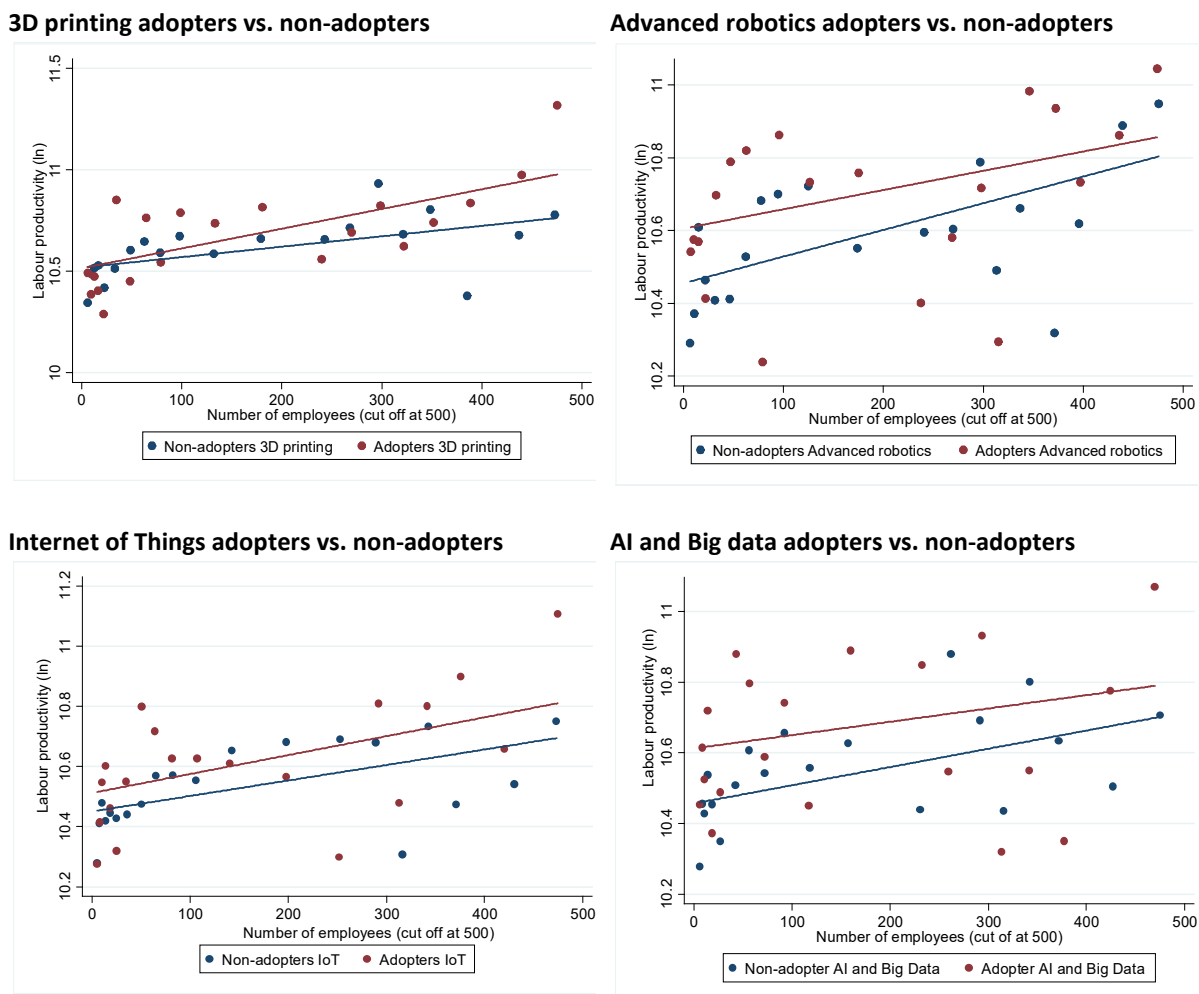 3D printing adopters vs. non-adopters
11.5
11
10.5
10
Labour productivity (ln)
0 100 200 300 400 500
Number of employees (cut off at 500)
Non-adopters 3D printing Adopters 3D printing
Advanced robotics adopters vs. non-adopters
11
10.8
10.6
10.4
10.2
Labour productivity (ln)
0 100 200 300 400 500
Number of employees (cut off at 500)
Non-adopters Advanced robotics Adopters Advanced robotics
Internet of Things adopters vs. non-adopters
11.2
11
10.8
10.6
10.4
10.2
Labour productivity (ln)
0 100 200 300 400 500
Number of employees (cut off at 500)
Non-adopters IoT Adopters IoT
AI and Big data adopters vs. non-adopters
11
10.8
10.6
10.4
10.2
Labour productivity (ln)
0 100 200 300 400 500
Number of employees (cut off at 500)
Non-adopter AI and Big Data Adopter AI and Big Data